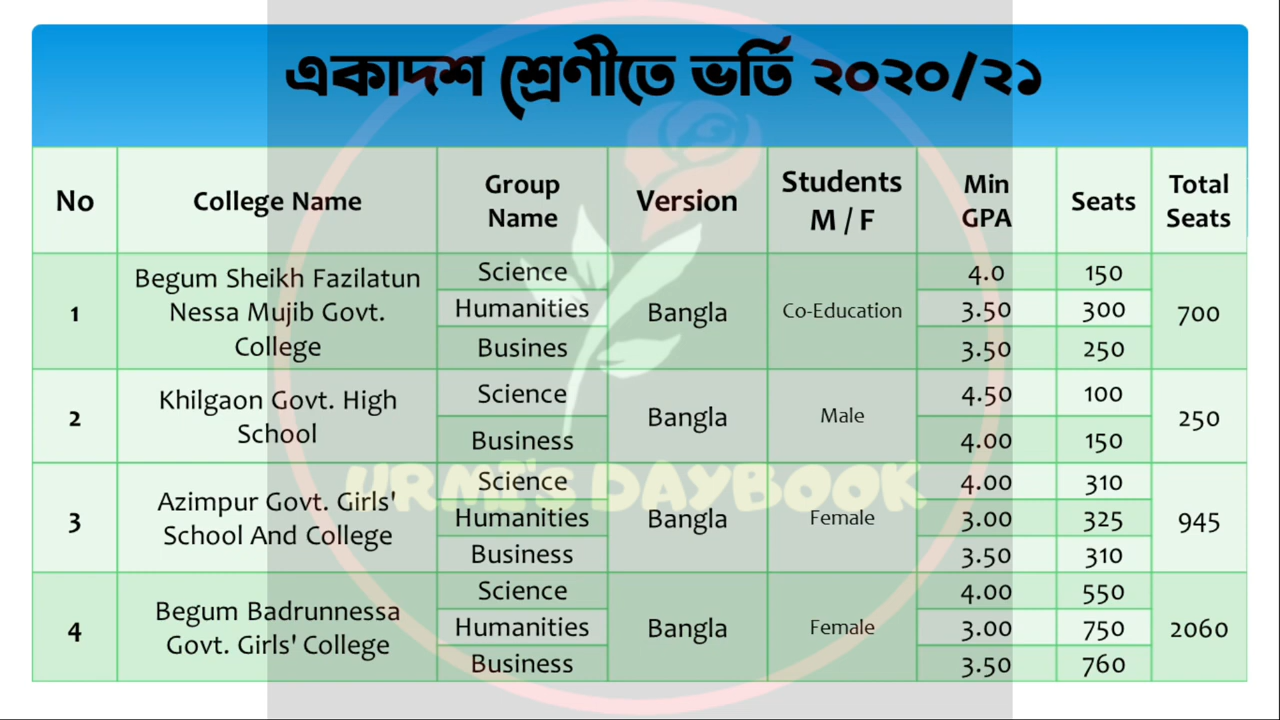 একাদশ শ্রেণীতে ভর্তি ২০২০/২১
No College Name Group Name Version Students M / F Min GPA Seats Total Seats
1 Begum Sheikh Fazilatun Nessa Mujib Govt. College Science Bangla Co-Education 4.0 150 700
Humanities 3.50 300
Busines 3.50 250
2 Khilgaon Govt. High School Science Bangla Male 4.50 100 250
Business 4.00 150
3 Azimpur Govt. Girls' School And College Science Bangla Female 4.00 310 945
Humanities 3.00 325
Business 3.50 310
4 Begum Badrunnessa Govt. Girls' College Science Bangla Female 4.00 550 2060
Humanities 3.00 750
Business 3.50 760
URMI's DAYBOOK